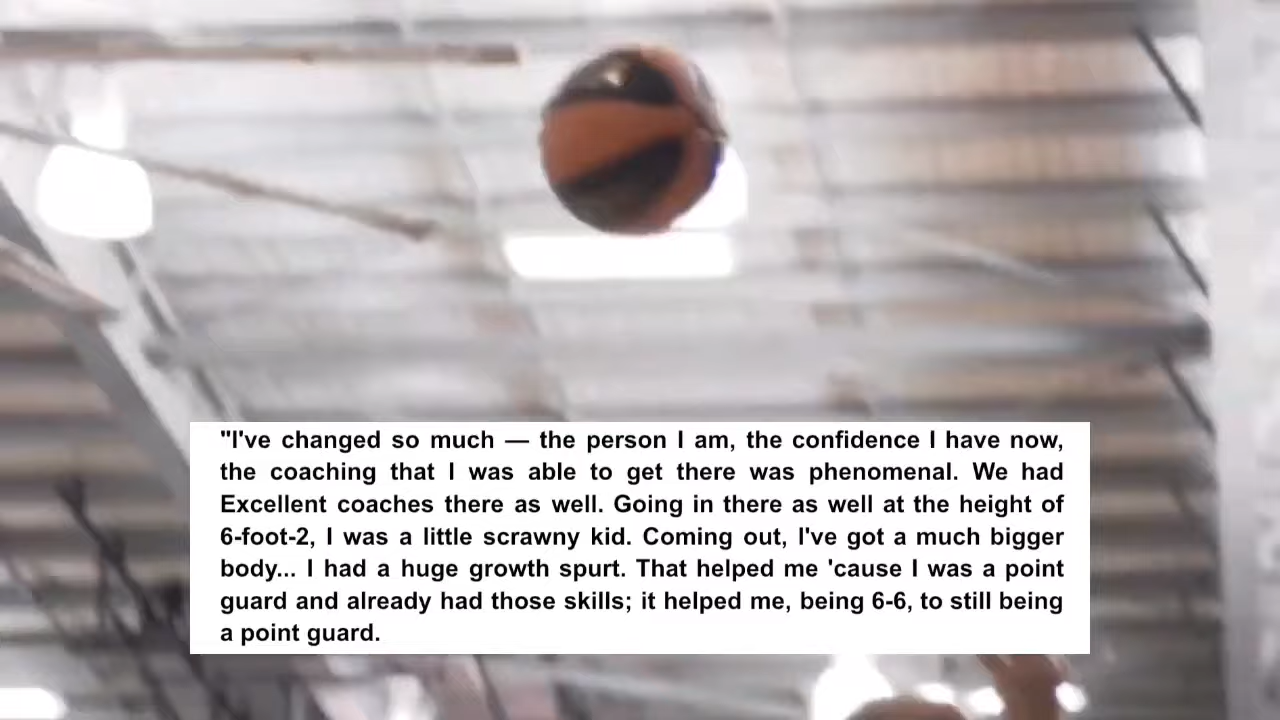 "I've changed so much — the person I am, the confidence I have now,
the coaching that I was able to get there was phenomenal. We had
Excellent coaches there as well. Going in there as well at the height of
6-foot-2, I was a little scrawny kid. Coming out, I've got a much bigger
body... I had a huge growth spurt. That helped me 'cause I was a point
guard and already had those skills; it helped me, being 6-6, to still being
a point guard.